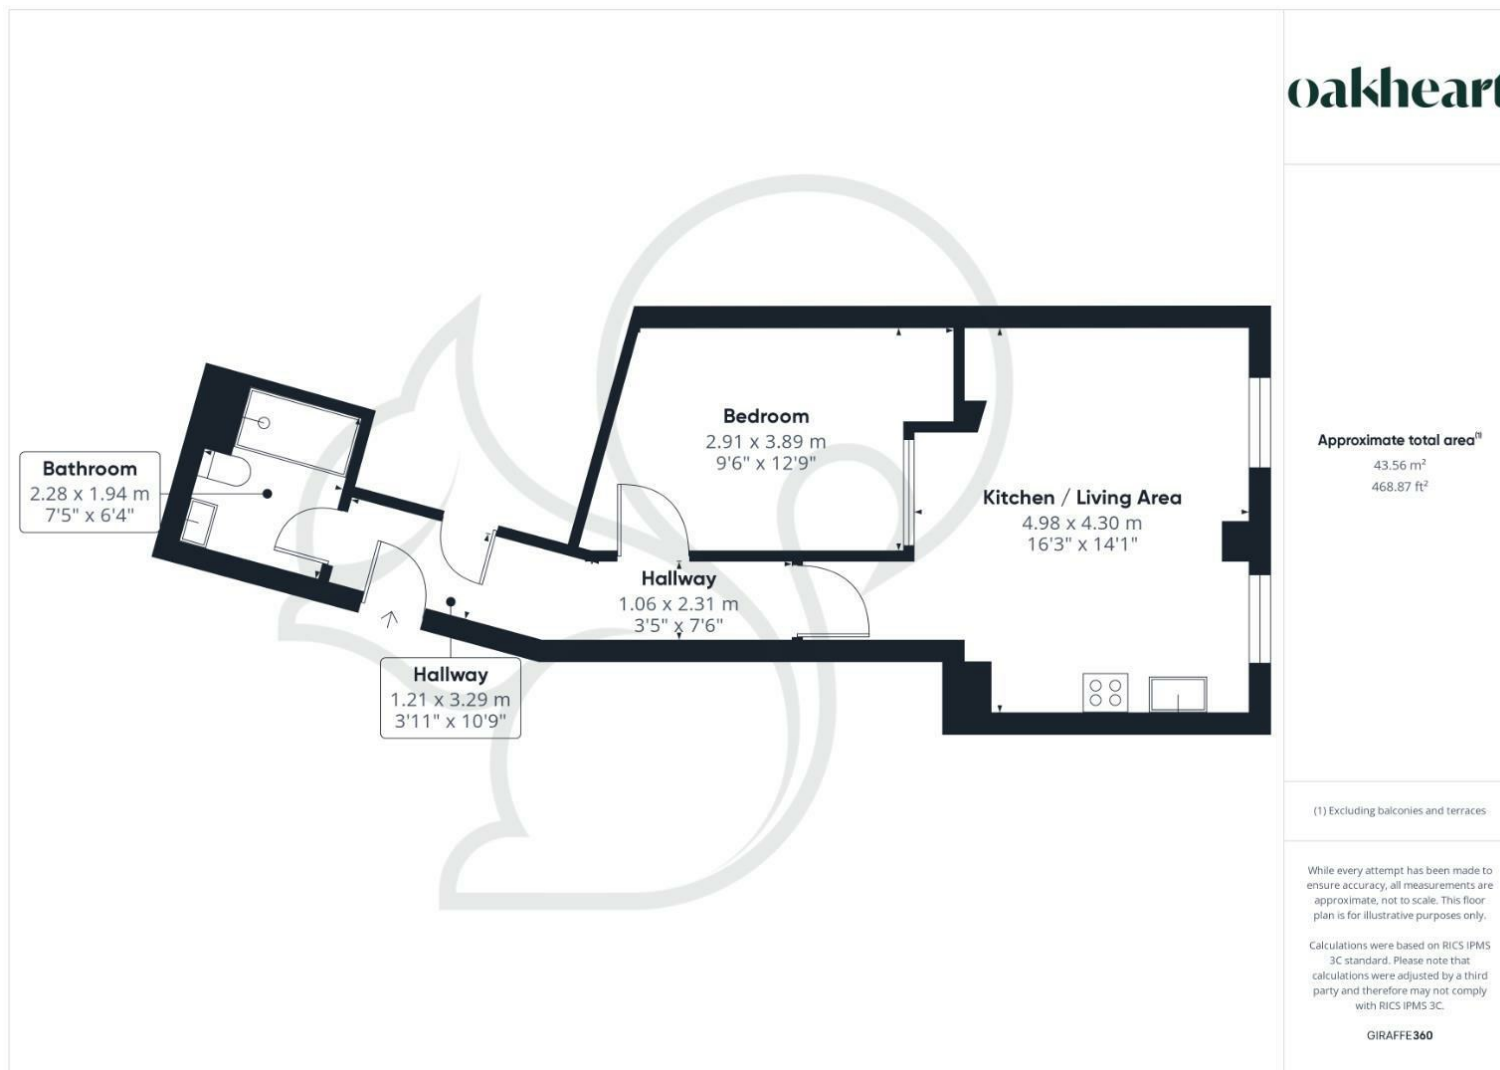 oakheart
Bedroom
2.91 x 3.89 m
9'6" x 12'9"
Bathroom
2.28 x 1.94 m
7'5" x 6'4"
Kitchen / Living Area
4.98 x 4.30 m
16'3" x 14'1"
Hallway
1.06 x 2.31 m
3'5" x 7'6"
Hallway
1.21 x 3.29 m
3'11" x 10'9"
Approximate total area(1)
43.56 m²
468.87 ft²
(1) Excluding balconies and terraces
While every attempt has been made to
ensure accuracy, all measurements are
approximate, not to scale. This floor
plan is for illustrative purposes only.
Calculations were based on RICS IPMS
3C standard. Please note that
calculations were adjusted by a third
party and therefore may not comply
with RICS IPMS 3C.
GIRAFFE360